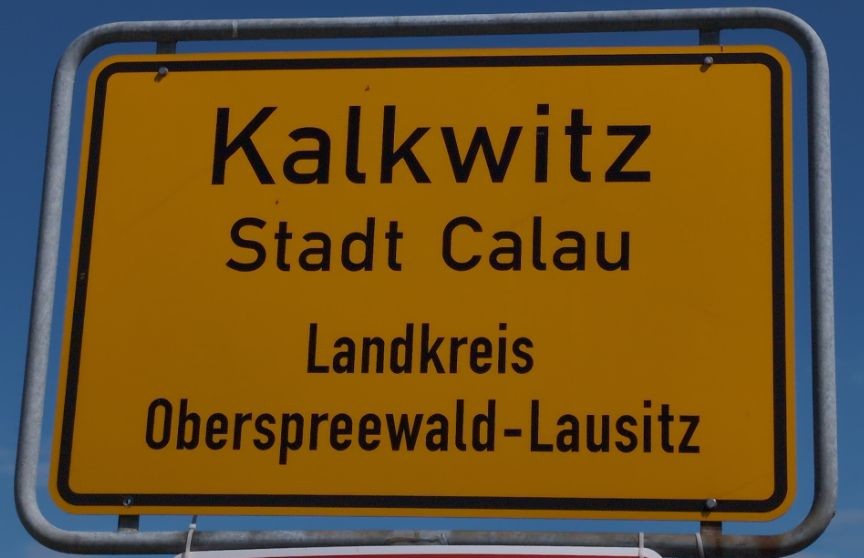 Kalkwitz
Stadt Calau
Landkreis
Oberspreewald-Lausitz